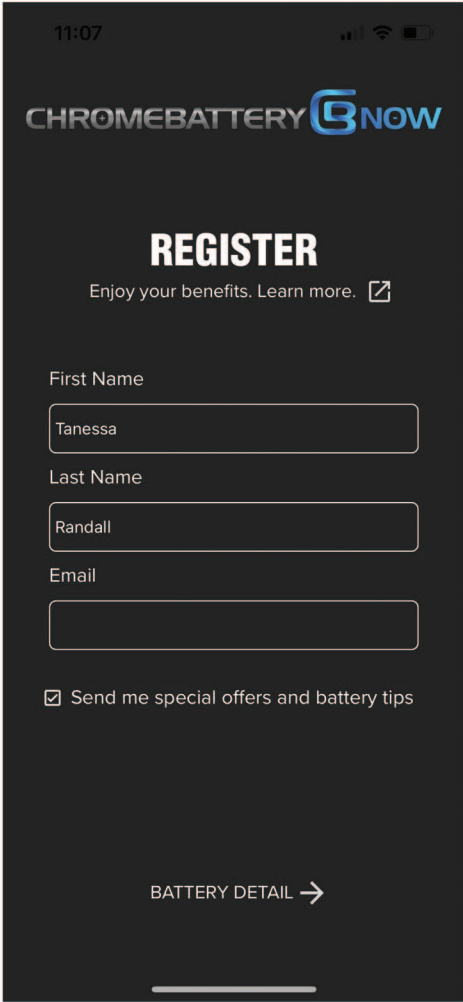 11:07
CHROMEBATTERY CB NOW
REGISTER
Enjoy your benefits. Learn more.
First Name
Tanessa
Last Name
Randall
Email
Send me special offers and battery tips
BATTERY DETAIL